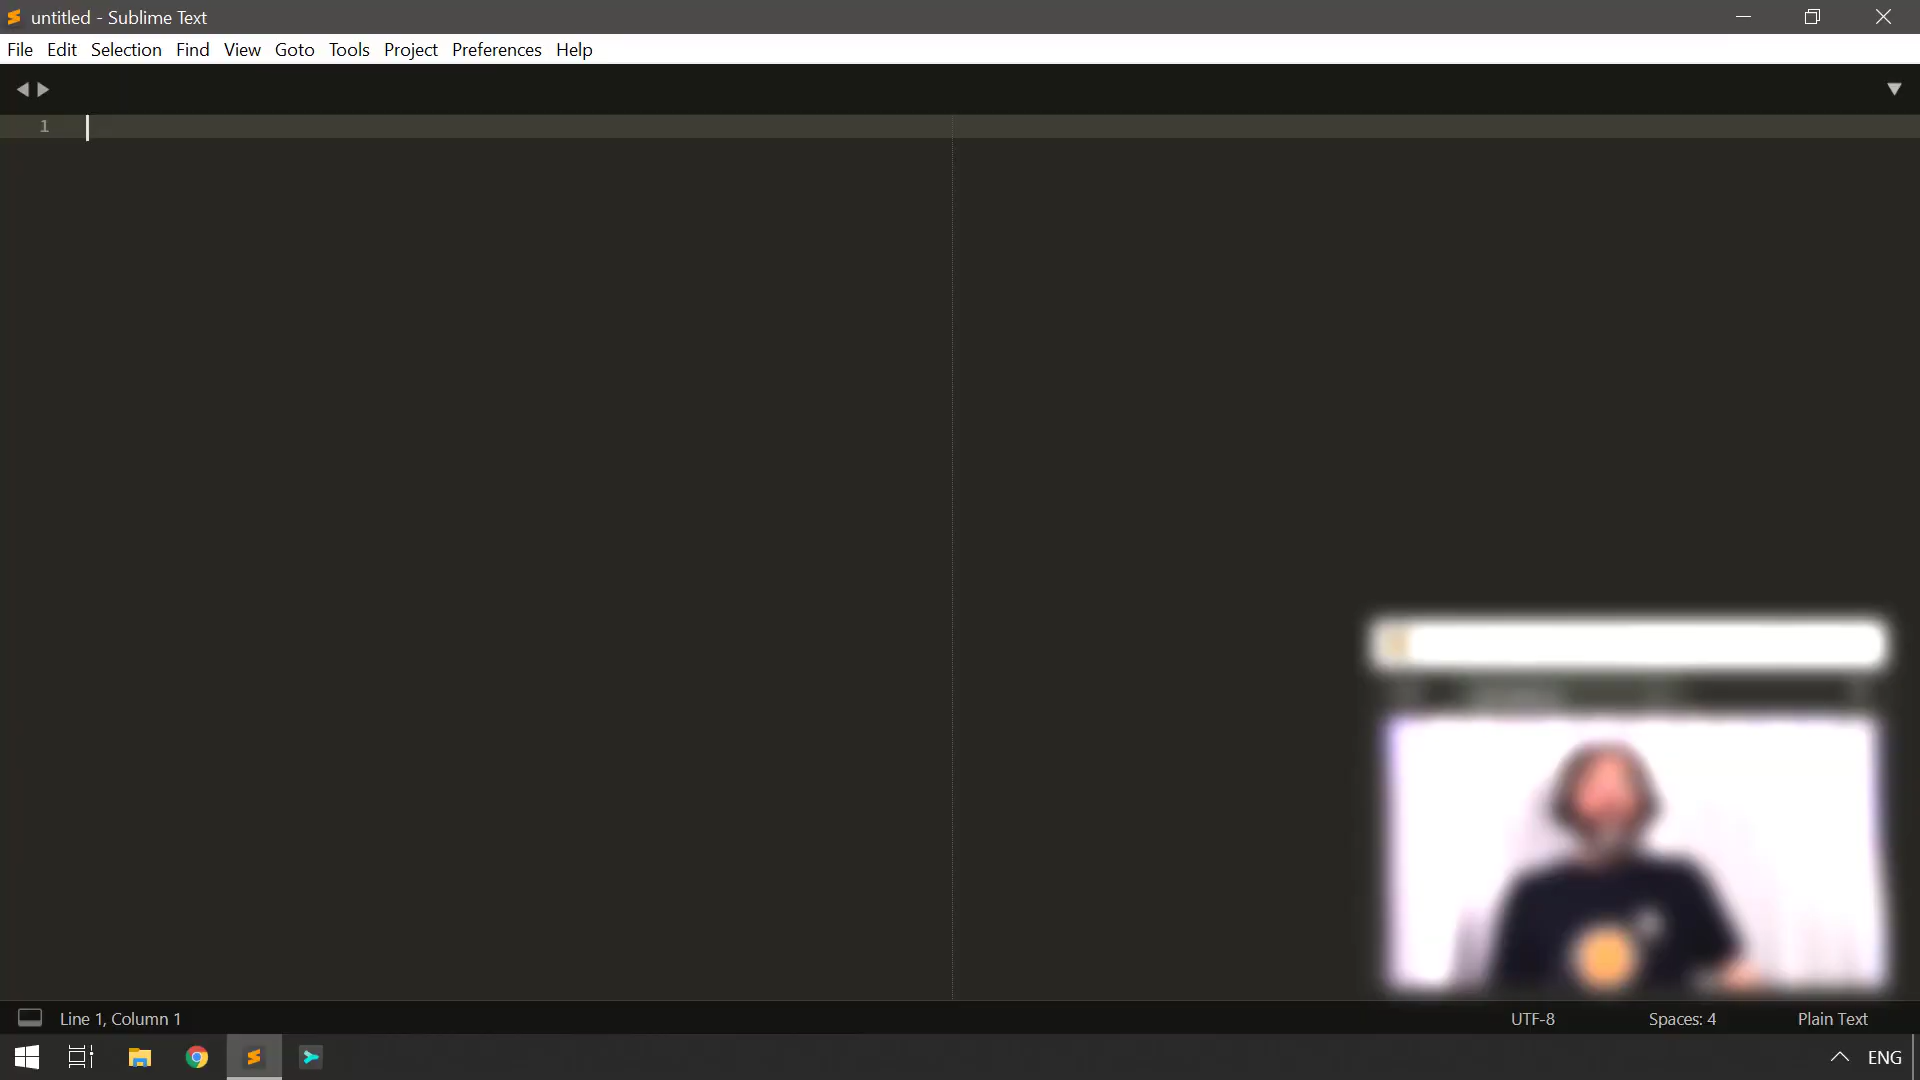 untitled - Sublime Text
File Edit Selection Find View Goto Tools Project Preferences Help
1
Line 1, Column 1
UTF-8
Spaces: 4
Plain Text
ENG